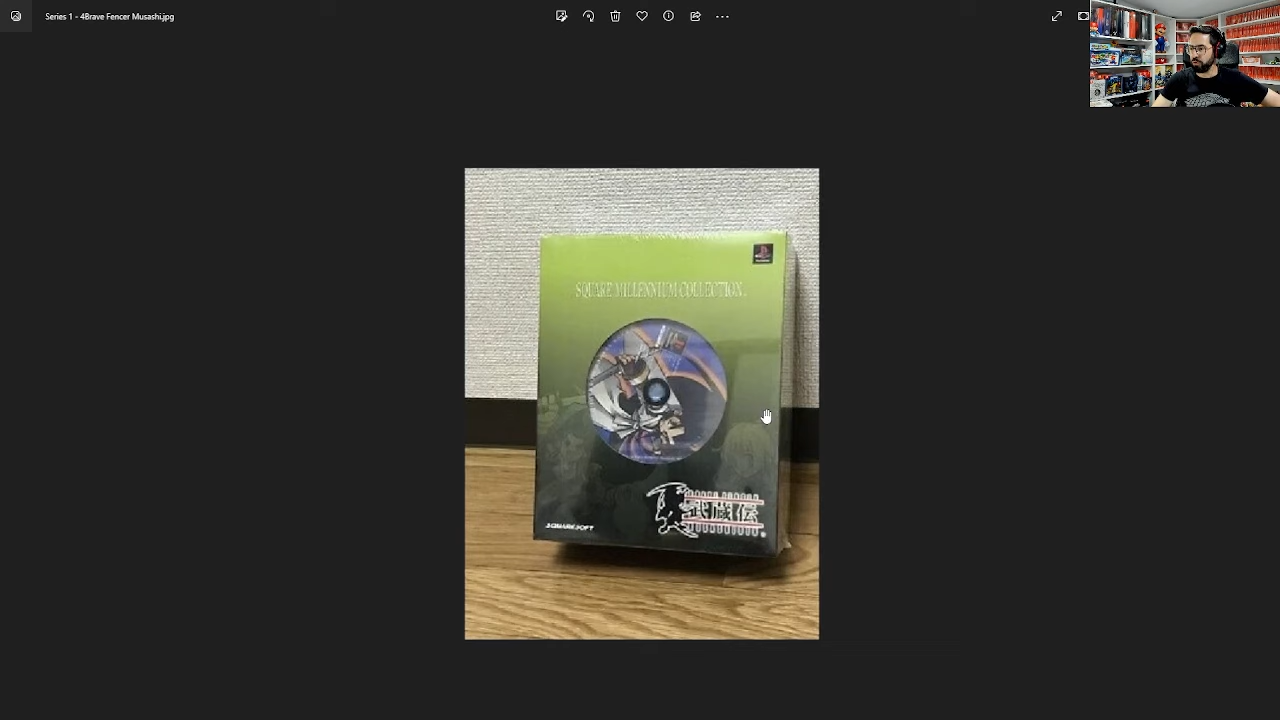 Series 1 - 4Brave Fencer Musashi.jpg
SQUARE MILLENNIUM COLLECTION
武蔵伝
SQUARESOFT